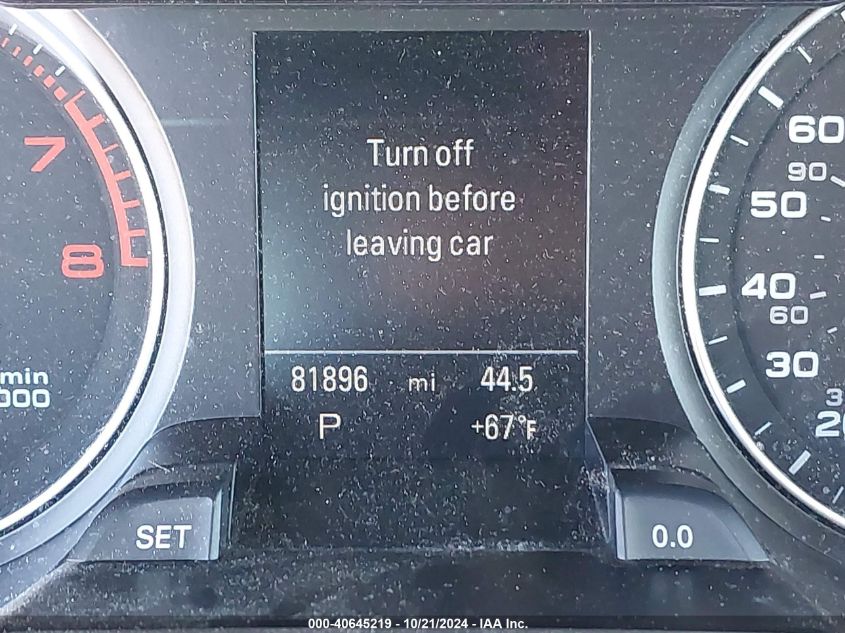 Turn off
ignition before
leaving car
81896 mi 44.5
P +67°F
7
8
min
000
60
90
50
40
60
30
SET
0.0
000-40645219 - 10/21/2024 - IAA Inc.